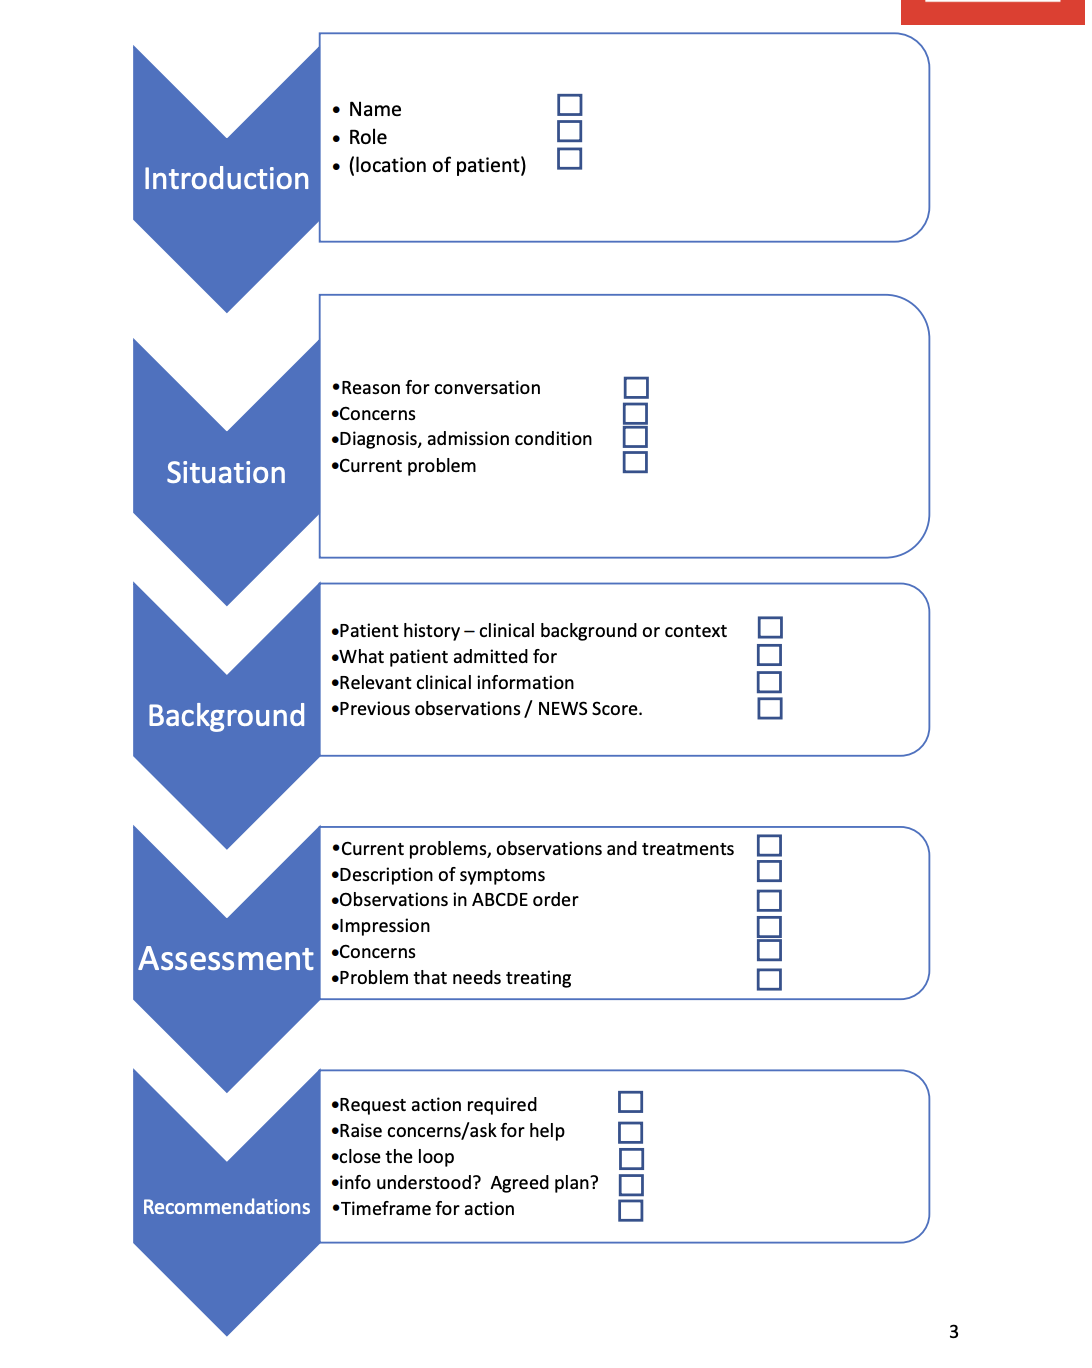 Introduction
• Name
• Role
• (location of patient)
Situation
•Reason for conversation
•Concerns
•Diagnosis, admission condition
•Current problem
Background
•Patient history – clinical background or context
•What patient admitted for
•Relevant clinical information
•Previous observations / NEWS Score.
Assessment
•Current problems, observations and treatments
•Description of symptoms
•Observations in ABCDE order
•Impression
•Concerns
•Problem that needs treating
Recommendations
•Request action required
•Raise concerns/ask for help
•close the loop
•info understood?  Agreed plan?
•Timeframe for action
3